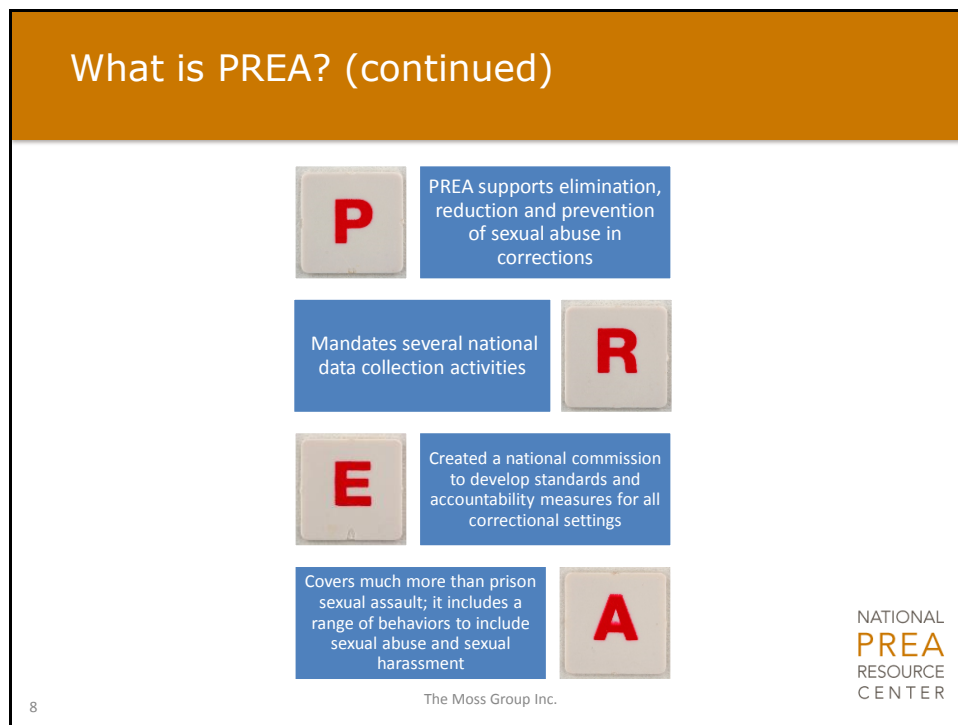 What is PREA? (continued)
P
PREA supports elimination,
reduction and prevention
of sexual abuse in
corrections
Mandates several national
data collection activities
R
E
Created a national commission
to develop standards and
accountability measures for all
correctional settings
Covers much more than prison
sexual assault; it includes a
range of behaviors to include
sexual abuse and sexual
harassment
A
NATIONAL
PREA
RESOURCE
CENTER
The Moss Group Inc.
8